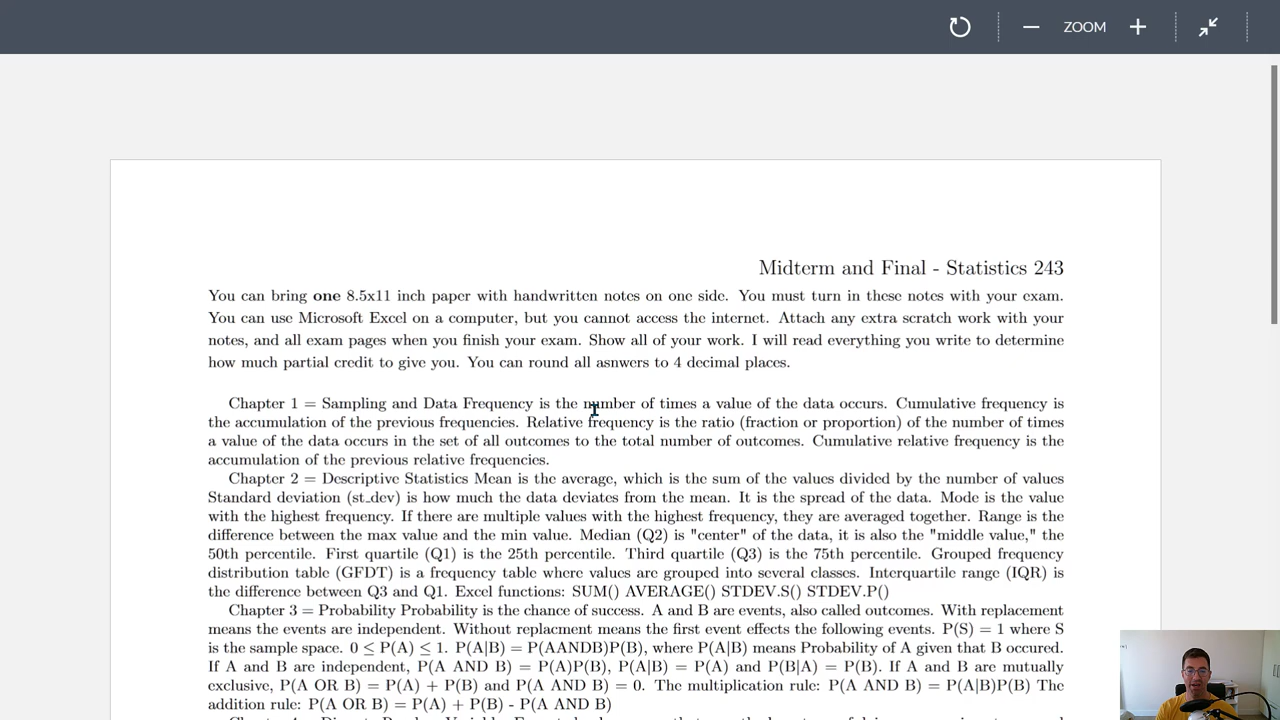 ZOOM
Midterm and Final - Statistics 243
You can bring one 8.5x11 inch paper with handwritten notes on one side. You must turn in these notes with your exam.
You can use Microsoft Excel on a computer, but you cannot access the internet. Attach any extra scratch work with your
notes, and all exam pages when you finish your exam. Show all of your work. I will read everything you write to determine
how much partial credit to give you. You can round all asnwers to 4 decimal places.
Chapter 1 = Sampling and Data Frequency is the number of times a value of the data occurs. Cumulative frequency is
the accumulation of the previous frequencies. Relative frequency is the ratio (fraction or proportion) of the number of times
a value of the data occurs in the set of all outcomes to the total number of outcomes. Cumulative relative frequency is the
accumulation of the previous relative frequencies.
Chapter 2 = Descriptive Statistics Mean is the average, which is the sum of the values divided by the number of values
Standard deviation (st_dev) is how much the data deviates from the mean. It is the spread of the data. Mode is the value
with the highest frequency. If there are multiple values with the highest frequency, they are averaged together. Range is the
difference between the max value and the min value. Median (Q2) is "center" of the data, it is also the "middle value," the
50th percentile. First quartile (Q1) is the 25th percentile. Third quartile (Q3) is the 75th percentile. Grouped frequency
distribution table (GFDT) is a frequency table where values are grouped into several classes. Interquartile range (IQR) is
the difference between Q3 and Q1. Excel functions: SUM() AVERAGE() STDEV.S() STDEV.P()
Chapter 3 = Probability Probability is the chance of success. A and B are events, also called outcomes. With replacement
means the events are independent. Without replacment means the first event effects the following events. P(S) = 1 where S
is the sample space. 0 ≤ P(A) ≤ 1. P(A|B) = P(AANDB)P(B), where P(A|B) means Probability of A given that B occured.
If A and B are independent, P(A AND B) = P(A)P(B), P(A|B) = P(A) and P(B|A) = P(B). If A and B are mutually
exclusive, P(A OR B) = P(A) + P(B) and P(A AND B) = 0. The multiplication rule: P(A AND B) = P(A|B)P(B) The
addition rule: P(A OR B) = P(A) + P(B) - P(A AND B)